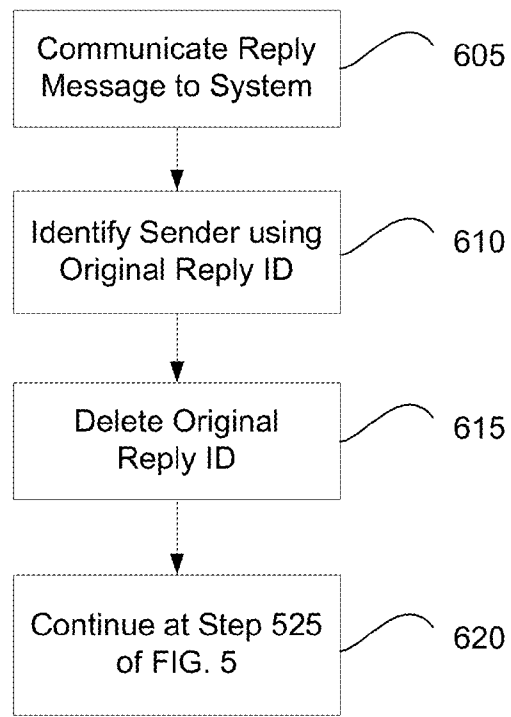 Communicate Reply
Message to System
605
Identify Sender using
Original Reply ID
610
Delete Original
Reply ID
615
Continue at Step 525
of FIG. 5
620